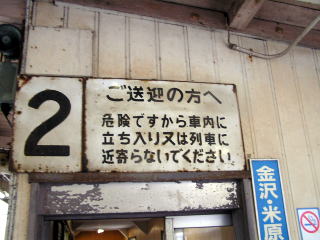 2
ご送迎の方へ
危険ですから車内に
立ち入り又は列車に
近寄らないでください
金沢・米原